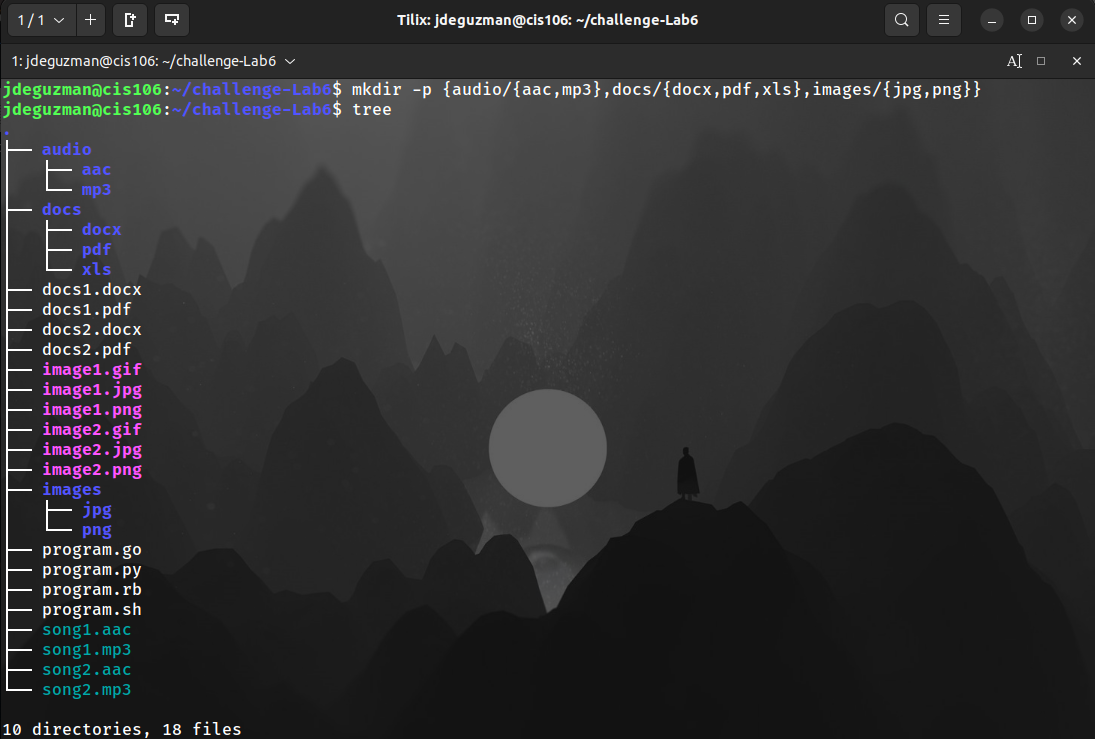 1 / 1
Tilix: jdeguzman@cis106: ~/challenge-Lab6
1: jdeguzman@cis106: ~/challenge-Lab6
jdeguzman@cis106:~/challenge-Lab6$ mkdir -p {audio/{aac,mp3},docs/{docx,pdf,xls},images/{jpg,png}}
jdeguzman@cis106:~/challenge-Lab6$ tree
.
├── audio
│   ├── aac
│   └── mp3
├── docs
│   ├── docx
│   ├── pdf
│   └── xls
├── docs1.docx
├── docs1.pdf
├── docs2.docx
├── docs2.pdf
├── image1.gif
├── image1.jpg
├── image1.png
├── image2.gif
├── image2.jpg
├── image2.png
├── images
│   ├── jpg
│   └── png
├── program.go
├── program.py
├── program.rb
├── program.sh
├── song1.aac
├── song1.mp3
├── song2.aac
└── song2.mp3
10 directories, 18 files